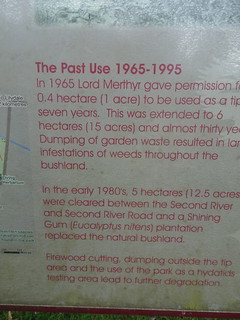 The Past Use 1965-1995
In 1965 Lord Merthyr gave permission f
0.4 hectare (1 acre) to be used as a tip
seven years. This was extended to 6
hectares (15 acres) and almost thirty ye
Dumping of garden waste resulted in lar
infestations of weeds throughout the
bushland.
In the early 1980's, 5 hectares (12.5 acres
were cleared between the Second River
and Second River Road and a Shining
Gum (Eucalyptus nitens) plantation
replaced the natural bushland.
Firewood cutting, dumping outside the tip
area and the use of the park as a hydatids
testing area lead to further degradation.